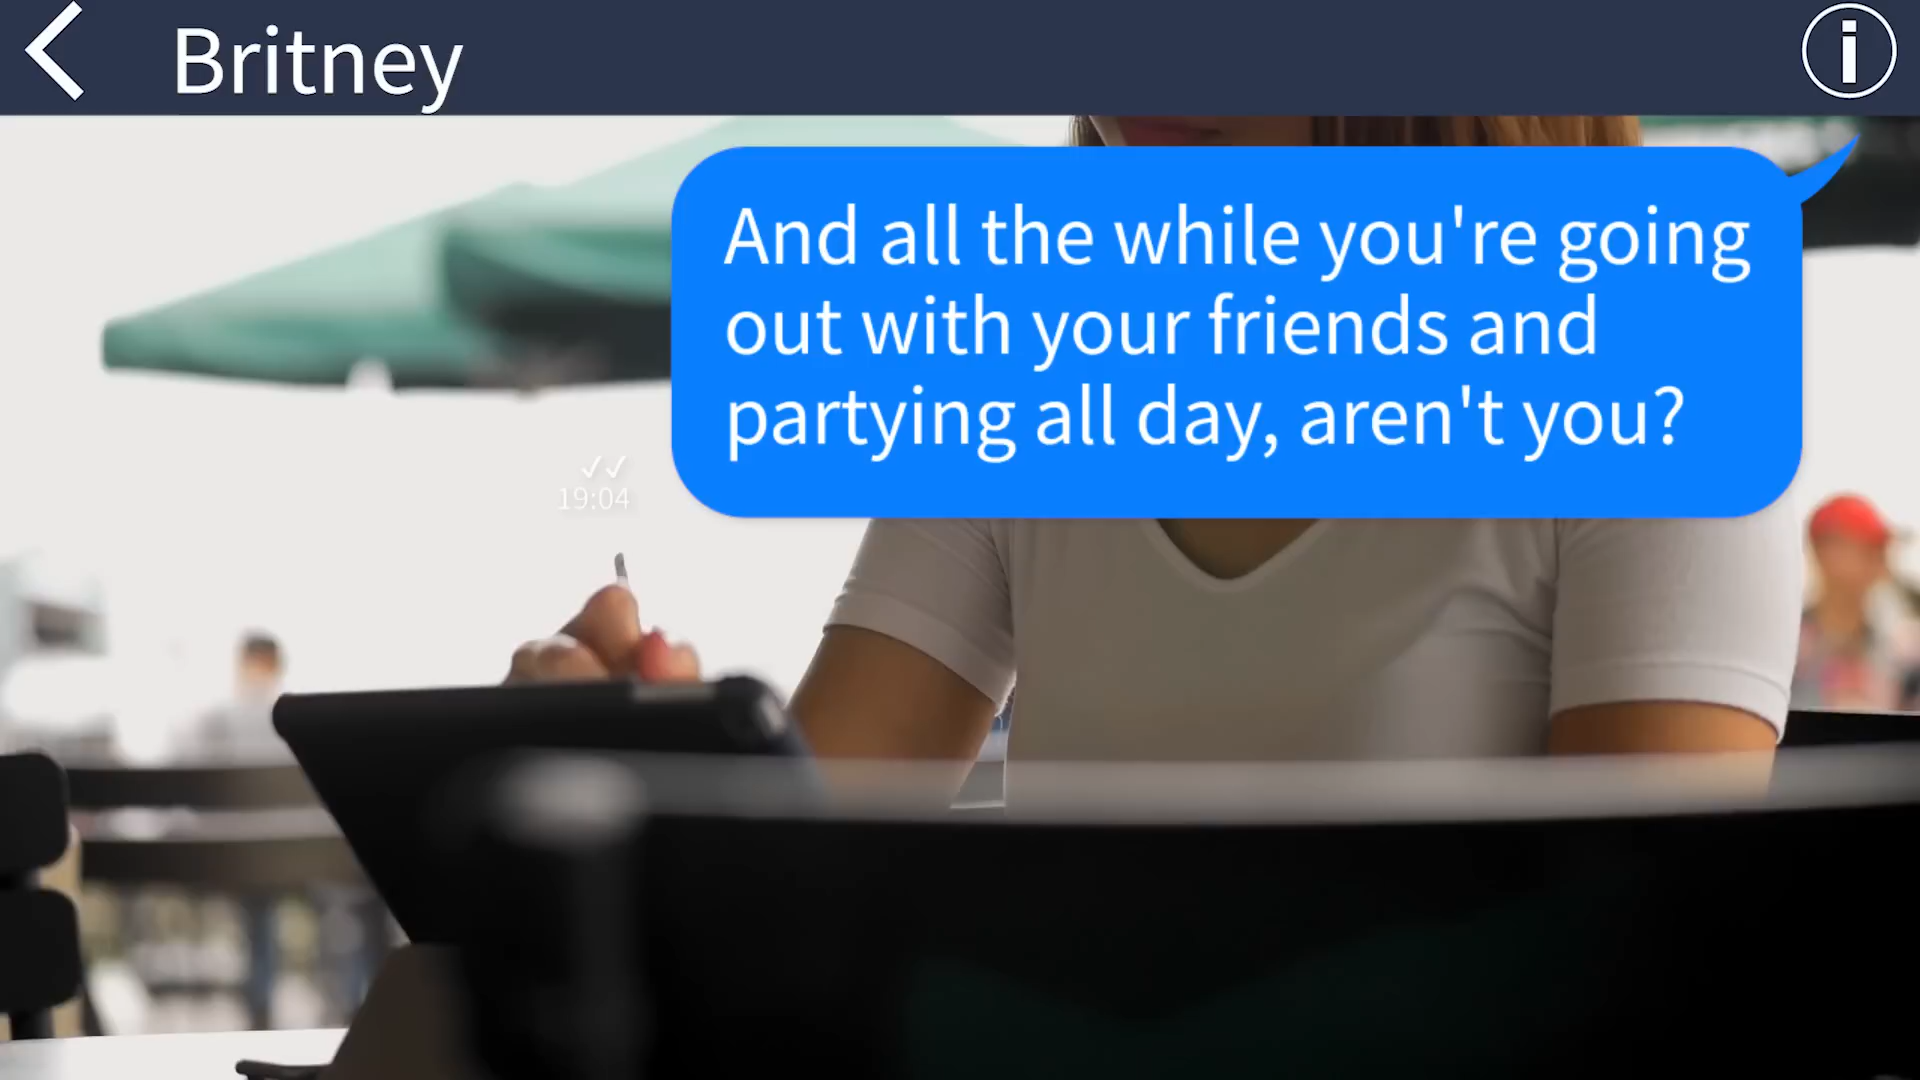 Britney
And all the while you're going
out with your friends and
partying all day, aren't you?
19:04